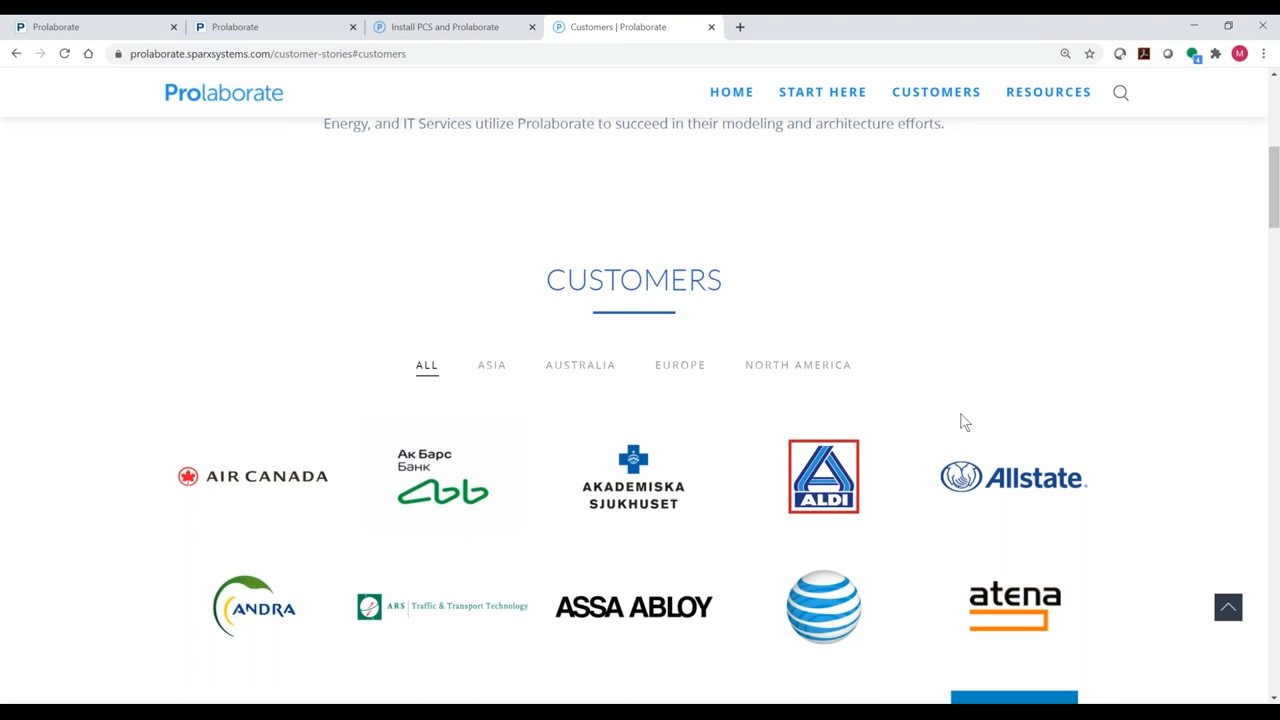 Prolaborate
Prolaborate
Install PCS and Prolaborate
Customers | Prolaborate
prolaborate.sparxsystems.com/customer-stories#customers
4
M
Prolaborate
HOME
START HERE
CUSTOMERS
RESOURCES
Energy, and IT Services utilize Prolaborate to succeed in their modeling and architecture efforts.
CUSTOMERS
ALL
ASIA
AUSTRALIA
EUROPE
NORTH AMERICA
AIR CANADA
Ак Барс
Банк
AKADEMISKA
SJUKHUSET
ALDI
Allstate.
ANDRA
ARS Traffic & Transport Technology
ASSA ABLOY
atena